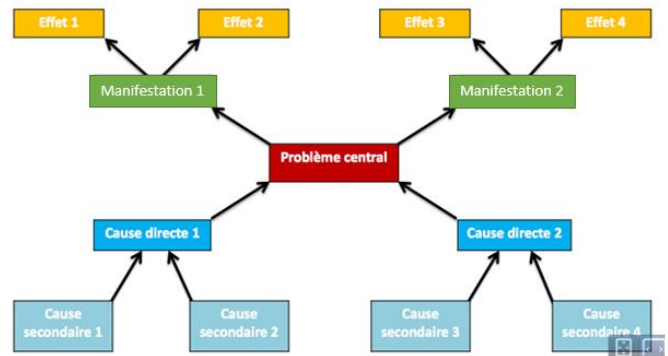 Effet 1
Effet 2
Effet 3
Effet 4
Manifestation 1
Manifestation 2
Problème central
Cause directe 1
Cause directe 2
Cause
secondaire 1
Cause
secondaire 2
Cause
secondaire 3
Cause
secondaire 4